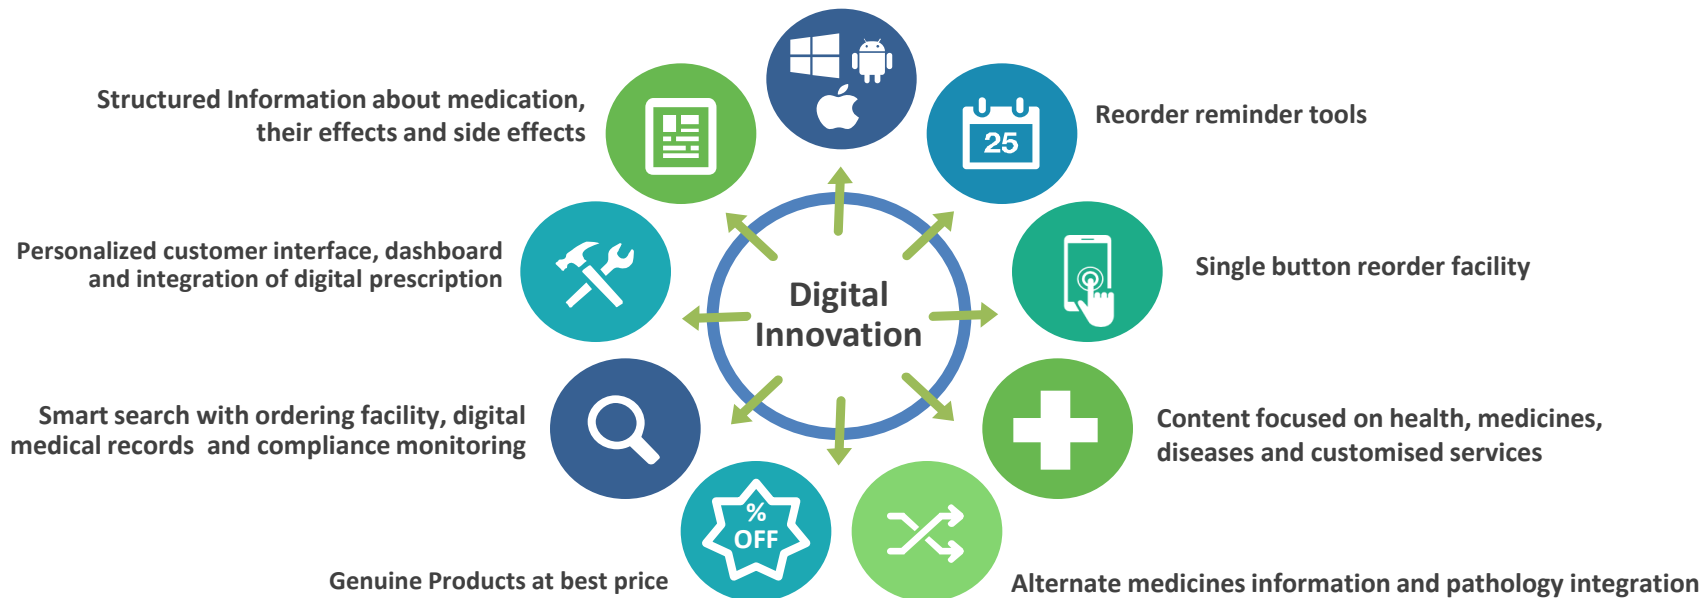 Structured Information about medication,
their effects and side effects
25
Reorder reminder tools
Personalized customer interface, dashboard
and integration of digital prescription
Single button reorder facility
Digital
Innovation
Smart search with ordering facility, digital
medical records and compliance monitoring
Content focused on health, medicines,
diseases and customised services
%
OFF
Genuine Products at best price
Alternate medicines information and pathology integration